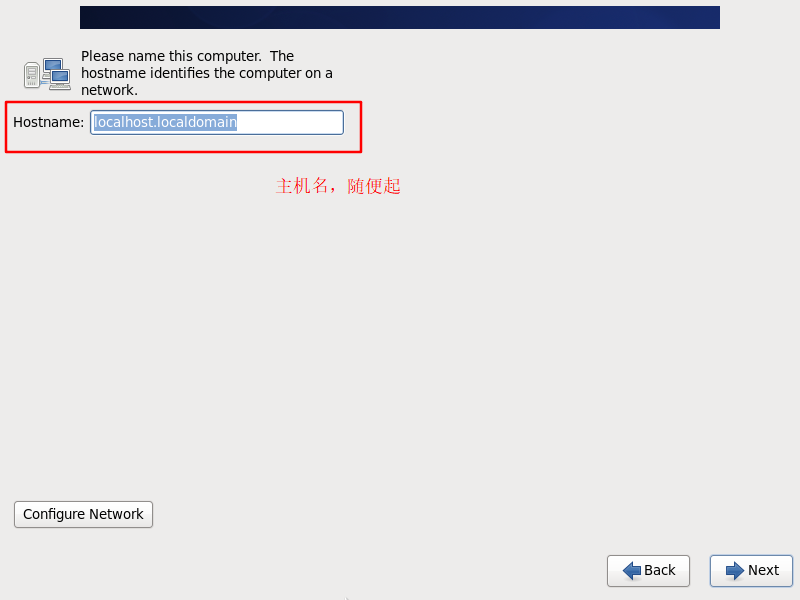 Please name this computer.  The
hostname identifies the computer on a
network.
Hostname: localhost.localdomain
主机名，随便起
Configure Network
Back
Next